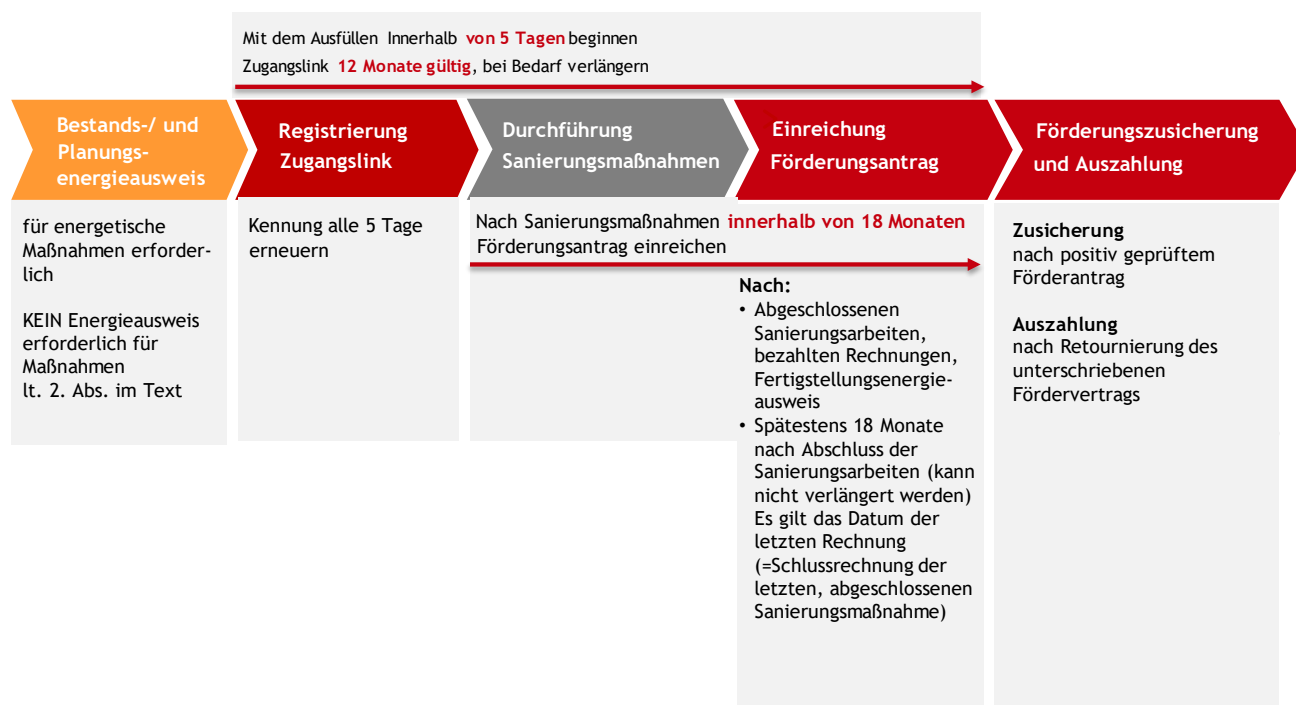 Mit dem Ausfüllen Innerhalb von 5 Tagen beginnen
Zugangslink 12 Monate gültig, bei Bedarf verlängern
Bestands-/ und
Planungs-
energieausweis
Registrierung
Zugangslink
Durchführung
Sanierungsmaßnahmen
Einreichung
Förderungsantrag
Förderungszusicherung
und Auszahlung
für energetische
Maßnahmen erforder-
lich
KEIN Energieausweis
erforderlich für
Maßnahmen
lt. 2. Abs. im Text
Kennung alle 5 Tage
erneuern
Nach Sanierungsmaßnahmen innerhalb von 18 Monaten
Förderungsantrag einreichen
Nach:
• Abgeschlossenen
Sanierungsarbeiten,
bezahlten Rechnungen,
Fertigstellungsenergie-
ausweis
• Spätestens 18 Monate
nach Abschluss der
Sanierungsarbeiten (kann
nicht verlängert werden)
Es gilt das Datum der
letzten Rechnung
(=Schlussrechnung der
letzten, abgeschlossenen
Sanierungsmaßnahme)
Zusicherung
nach positiv geprüftem
Förderantrag
Auszahlung
nach Retournierung des
unterschriebenen
Fördervertrags